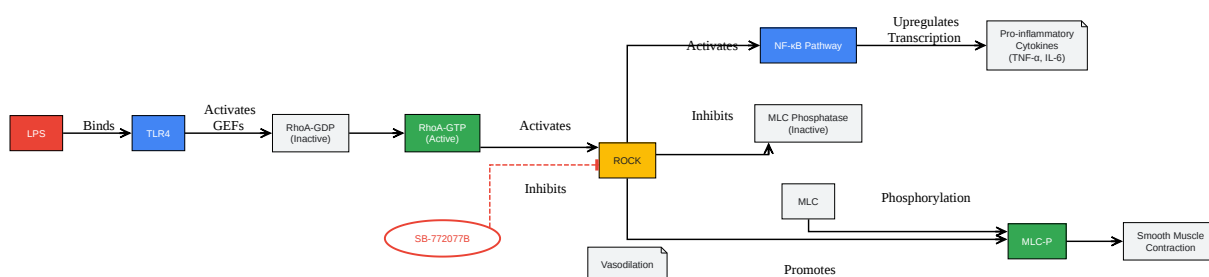 Upregulates
Transcription
Activates
NF-κB Pathway
Pro-inflammatory
Cytokines
(TNF-α, IL-6)
LPS
Binds
TLR4
Activates
GEFs
RhoA-GDP
(Inactive)
RhoA-GTP
(Active)
Activates
Inhibits
MLC Phosphatase
(Inactive)
ROCK
Inhibits
SB-772077B
MLC
Phosphorylation
MLC-P
Smooth Muscle
Contraction
Vasodilation
Promotes